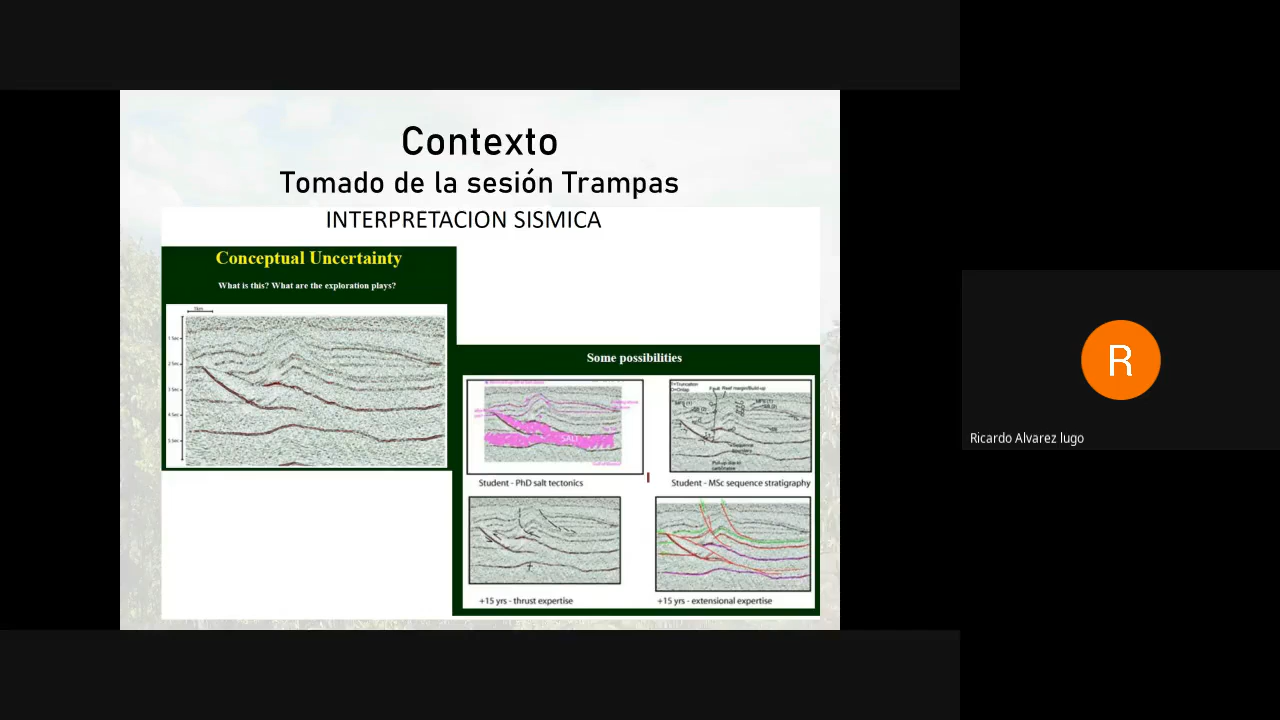 Contexto
Tomado de la sesión Trampas
INTERPRETACION SISMICA
Conceptual Uncertainty
What is this? What are the exploration plays?
Some possibilities
SALT
Student - PhD salt tectonics
Student - MSc sequence stratigraphy
+15 yrs - thrust expertise
+15 yrs - extensional expertise
R
Ricardo Alvarez lugo